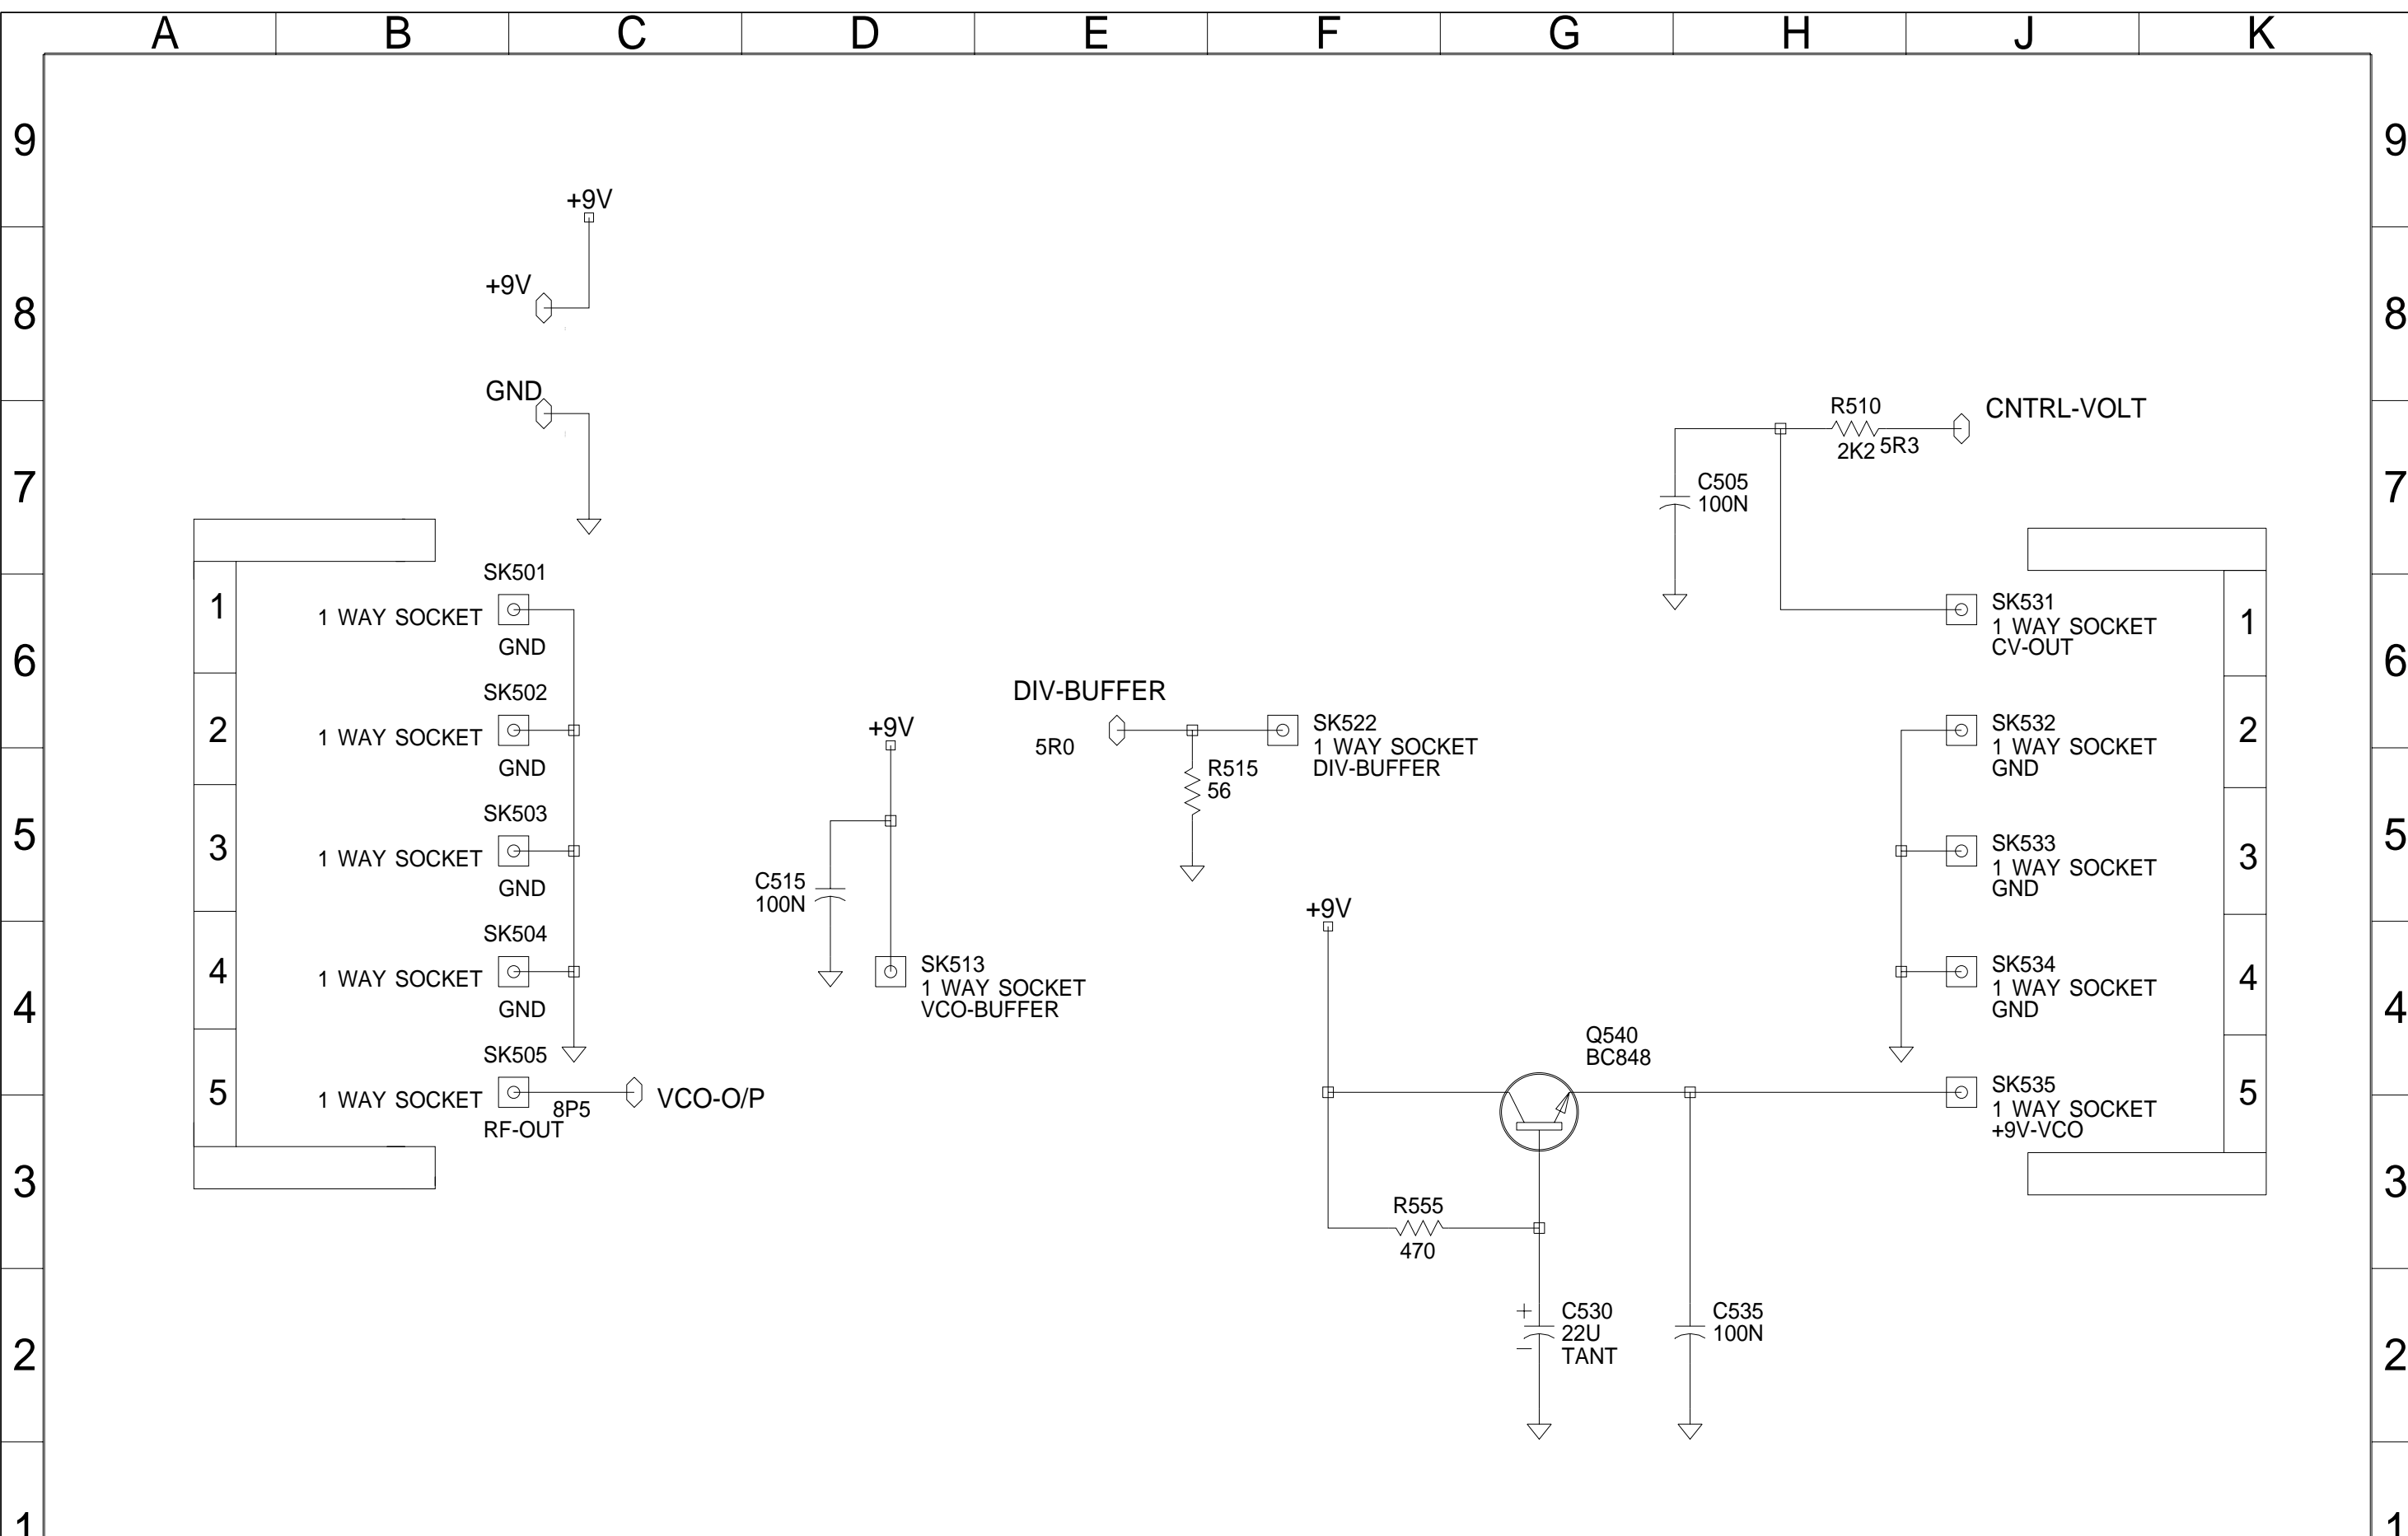 A B C D E F G H J K
9 9
+9V
+9V
8 8
GND
R510
CNTRL-VOLT
2K2 5R3
7 7
C505
100N
SK501
1 WAY SOCKET
GND
SK502
1 WAY SOCKET
GND
SK503
1 WAY SOCKET
GND
SK504
1 WAY SOCKET
GND
SK505
1 WAY SOCKET
8P5
RF-OUT
VCO-O/P
1
2
3
4
5
6 6
DIV-BUFFER
5R0
SK522
1 WAY SOCKET
DIV-BUFFER
R515
56
+9V
C515
100N
SK513
1 WAY SOCKET
VCO-BUFFER
5 5
SK531
1 WAY SOCKET
CV-OUT
SK532
1 WAY SOCKET
GND
SK533
1 WAY SOCKET
GND
SK534
1 WAY SOCKET
GND
SK535
1 WAY SOCKET
+9V-VCO
1
2
3
4
5
4 4
+9V
Q540
BC848
R555
470
3 3
+
C530
22U
TANT
−
C535
100N
2 2
1 1